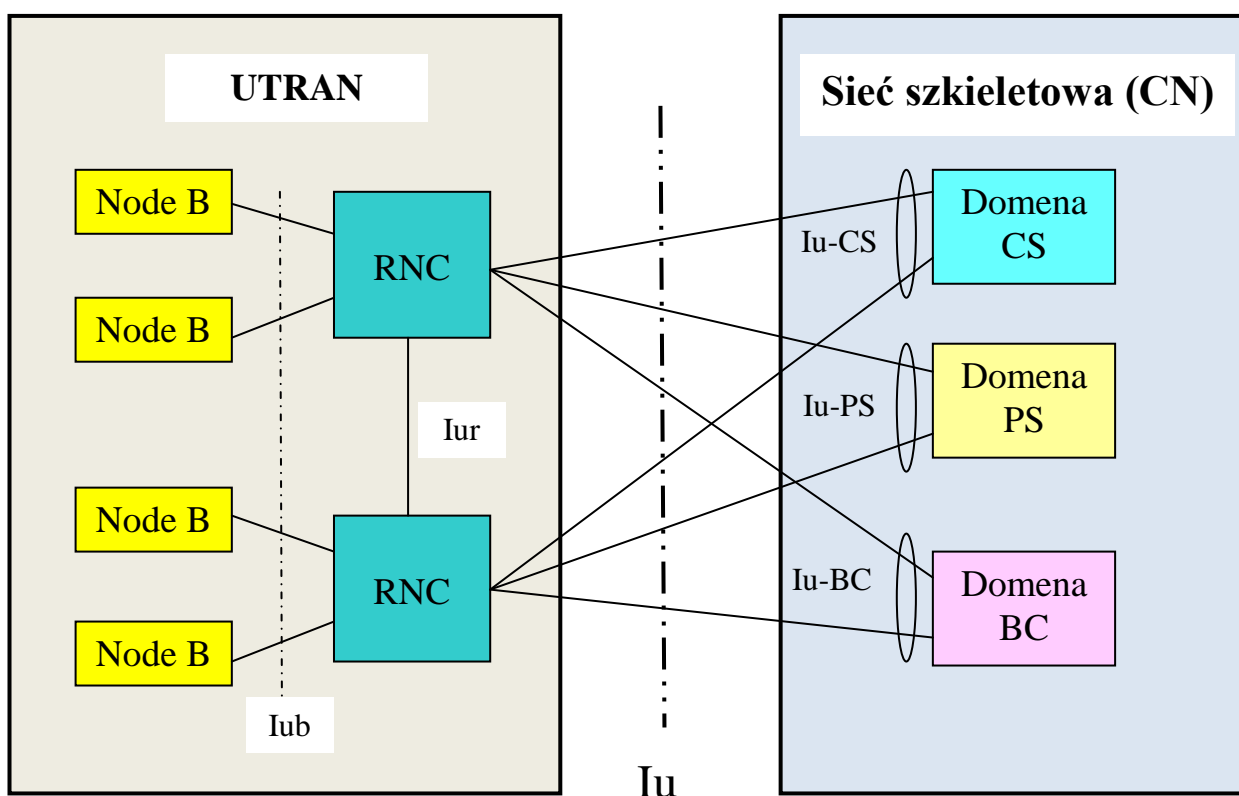 UTRAN
Sieć szkieletowa (CN)
Node B
Node B
RNC
Iur
Node B
Node B
RNC
Iub
Iu
Iu-CS
Domena
CS
Iu-PS
Domena
PS
Iu-BC
Domena
BC